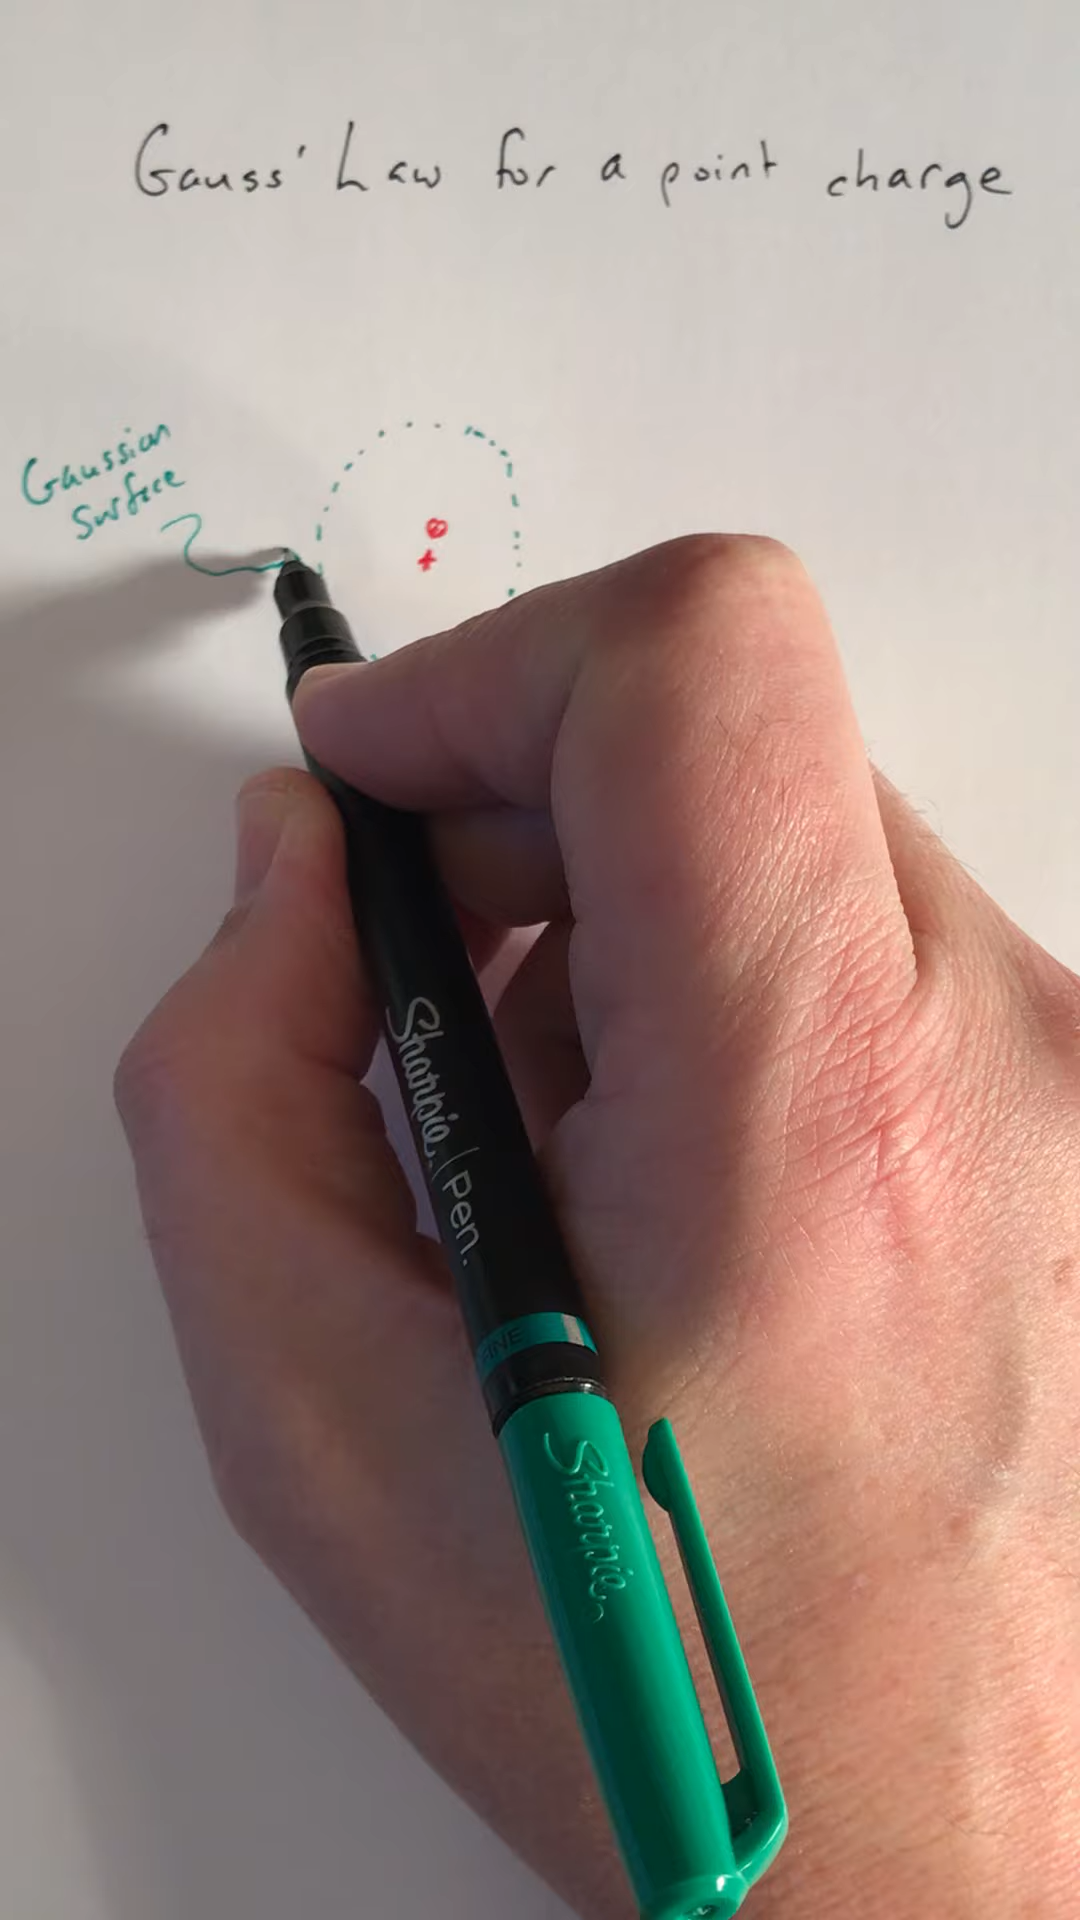 Gauss' Law for a point charge
Gaussian
Surface
+
Sharpie | Pen.
FINE
Sharpie